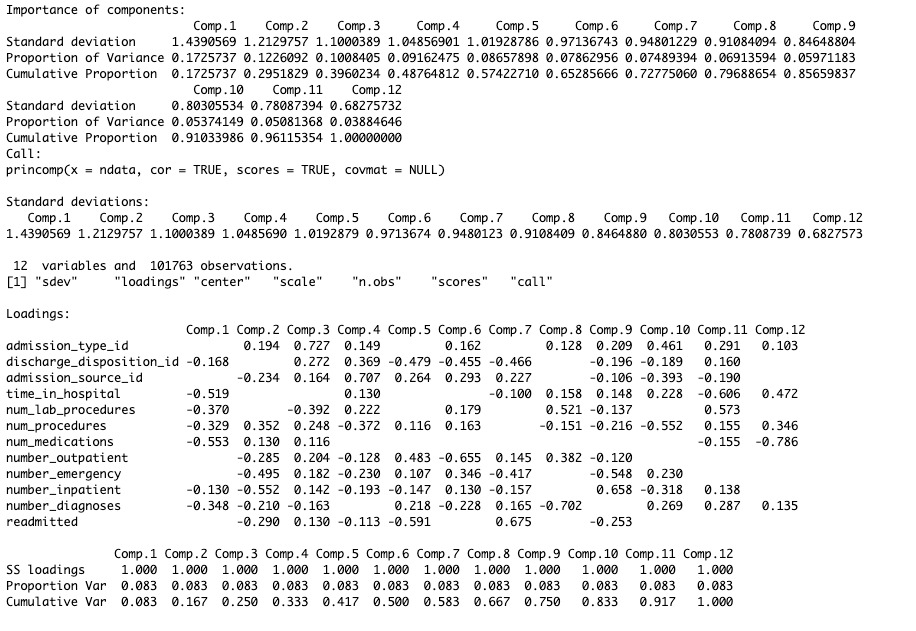 Importance of components:
                          Comp.1    Comp.2    Comp.3     Comp.4     Comp.5     Comp.6     Comp.7     Comp.8     Comp.9
Standard deviation     1.4390569 1.2129757 1.1000389 1.04856901 1.01928786 0.97136743 0.94801229 0.91084094 0.84648804
Proportion of Variance 0.1725737 0.1226092 0.1008405 0.09162475 0.08657898 0.07862956 0.07489394 0.06913594 0.05971183
Cumulative Proportion  0.1725737 0.2951829 0.3960234 0.48764812 0.57422710 0.65285666 0.72775060 0.79688654 0.85659837
                          Comp.10    Comp.11    Comp.12
Standard deviation     0.80305534 0.78087394 0.68275732
Proportion of Variance 0.05374149 0.05081368 0.03884646
Cumulative Proportion  0.91033986 0.96115354 1.00000000
Call:
princomp(x = ndata, cor = TRUE, scores = TRUE, covmat = NULL)

Standard deviations:
   Comp.1    Comp.2    Comp.3    Comp.4    Comp.5    Comp.6    Comp.7    Comp.8    Comp.9   Comp.10   Comp.11   Comp.12
1.4390569 1.2129757 1.1000389 1.0485690 1.0192879 0.9713674 0.9480123 0.9108409 0.8464880 0.8030553 0.7808739 0.6827573

 12  variables and  101763 observations.
[1] "sdev"     "loadings" "center"   "scale"    "n.obs"    "scores"   "call"

Loadings:
                         Comp.1 Comp.2 Comp.3 Comp.4 Comp.5 Comp.6 Comp.7 Comp.8 Comp.9 Comp.10 Comp.11 Comp.12
admission_type_id                0.194  0.727  0.149         0.162         0.128  0.209  0.461   0.291   0.103
discharge_disposition_id -0.168         0.272  0.369 -0.479 -0.455 -0.466        -0.196 -0.189   0.160
admission_source_id             -0.234  0.164  0.707  0.264  0.293  0.227        -0.106 -0.393  -0.190
time_in_hospital         -0.519                0.130               -0.100  0.158  0.148  0.228  -0.606   0.472
num_lab_procedures       -0.370        -0.392  0.222         0.179         0.521 -0.137          0.573
num_procedures           -0.329  0.352  0.248 -0.372  0.116  0.163        -0.151 -0.216 -0.552   0.155   0.346
num_medications          -0.553  0.130  0.116                                                   -0.155  -0.786
number_outpatient               -0.285  0.204 -0.128  0.483 -0.655  0.145  0.382 -0.120
number_emergency                -0.495  0.182 -0.230  0.107  0.346 -0.417        -0.548  0.230
number_inpatient         -0.130 -0.552  0.142 -0.193 -0.147  0.130 -0.157         0.658 -0.318   0.138
number_diagnoses         -0.348 -0.210 -0.163         0.218 -0.228  0.165 -0.702         0.269   0.287   0.135
readmitted                      -0.290  0.130 -0.113 -0.591         0.675        -0.253

               Comp.1 Comp.2 Comp.3 Comp.4 Comp.5 Comp.6 Comp.7 Comp.8 Comp.9 Comp.10 Comp.11 Comp.12
SS loadings     1.000  1.000  1.000  1.000  1.000  1.000  1.000  1.000  1.000   1.000   1.000   1.000
Proportion Var  0.083  0.083  0.083  0.083  0.083  0.083  0.083  0.083  0.083   0.083   0.083   0.083
Cumulative Var  0.083  0.167  0.250  0.333  0.417  0.500  0.583  0.667  0.750   0.833   0.917   1.000